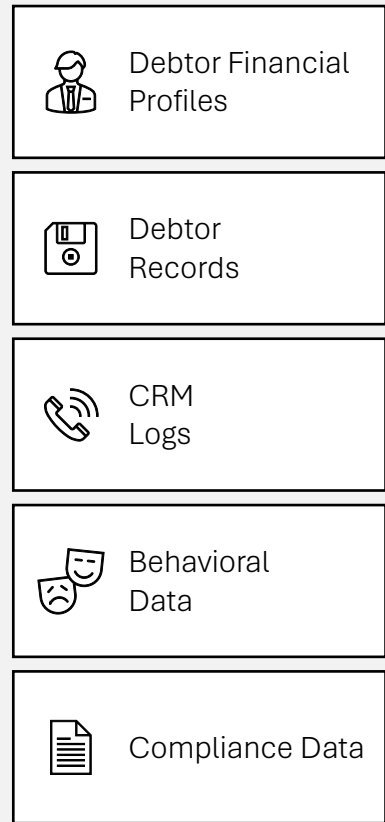 Debtor Financial
Profiles
Debtor
Records
CRM
Logs
Behavioral
Data
Compliance Data